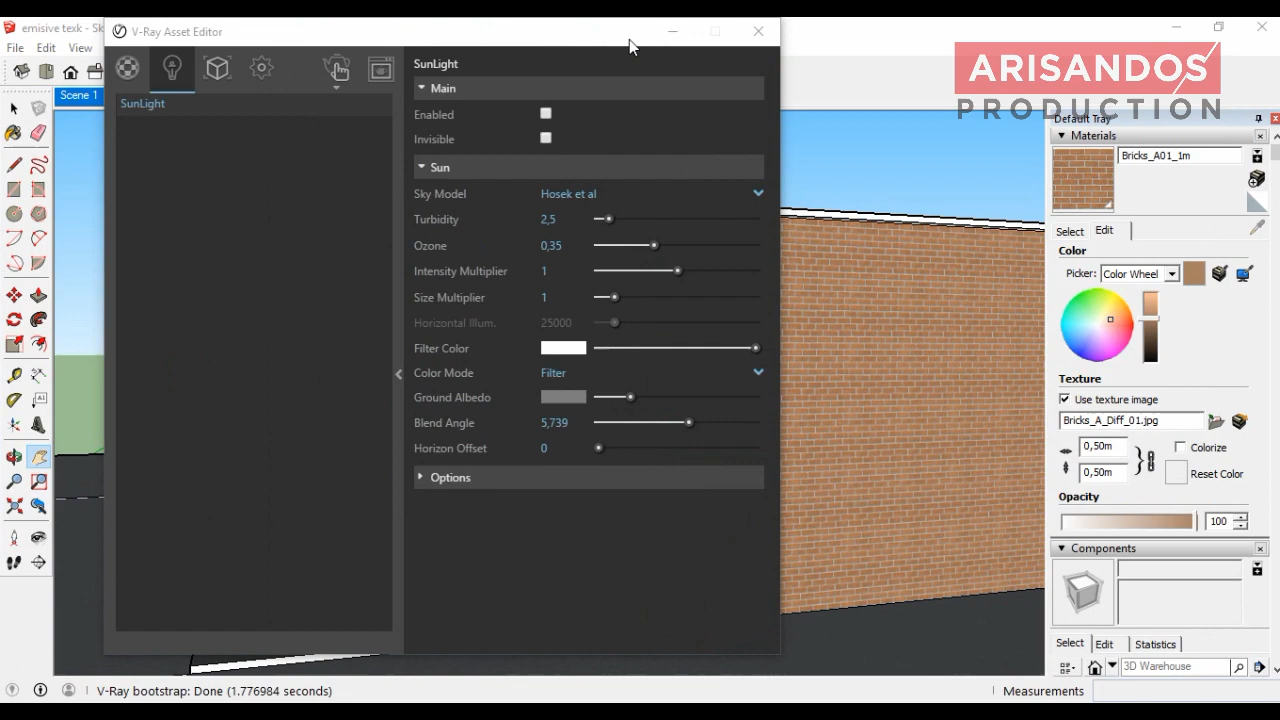 emisive texk - Sk
V-Ray Asset Editor
ARISANDOS
PRODUCTION
File Edit View
Scene 1
SunLight
SunLight
Main
Enabled
Invisible
Sun
Sky Model Hosek et al
Turbidity 2,5
Ozone 0,35
Intensity Multiplier 1
Size Multiplier 1
Horizontal Illum. 25000
Filter Color
Color Mode Filter
Ground Albedo
Blend Angle 5,739
Horizon Offset 0
Options
Default Tray
Materials
Bricks_A01_1m
Select Edit
Color
Picker: Color Wheel
Texture
Use texture image
Bricks_A_Diff_01.jpg
0,50m Colorize
0,50m Reset Color
Opacity
100
Components
Select Edit Statistics
3D Warehouse
V-Ray bootstrap: Done (1.776984 seconds)
Measurements